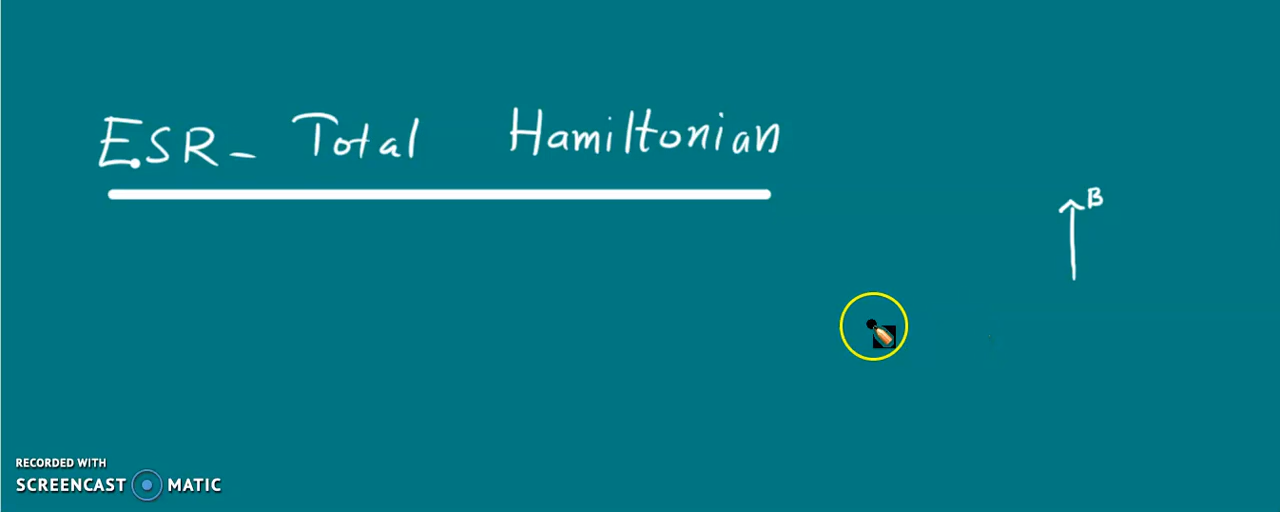 ESR - Total Hamiltonian
B
RECORDED WITH
SCREENCAST MATIC